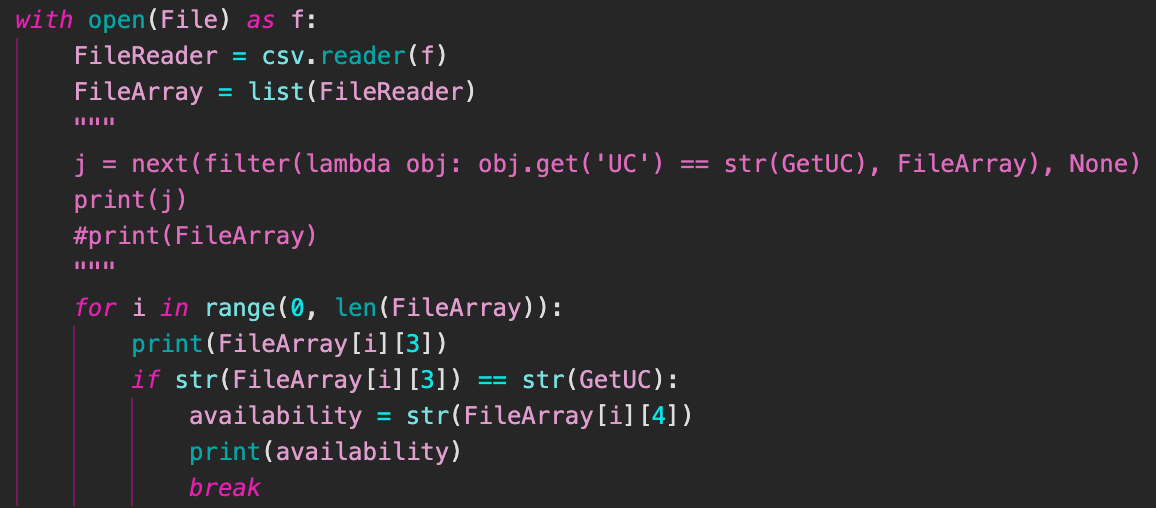 with open(File) as f:
    FileReader = csv.reader(f)
    FileArray = list(FileReader)
    """
    j = next(filter(lambda obj: obj.get('UC') == str(GetUC), FileArray), None)
    print(j)
    #print(FileArray)
    """
    for i in range(0, len(FileArray)):
        print(FileArray[i][3])
        if str(FileArray[i][3]) == str(GetUC):
            availability = str(FileArray[i][4])
            print(availability)
            break